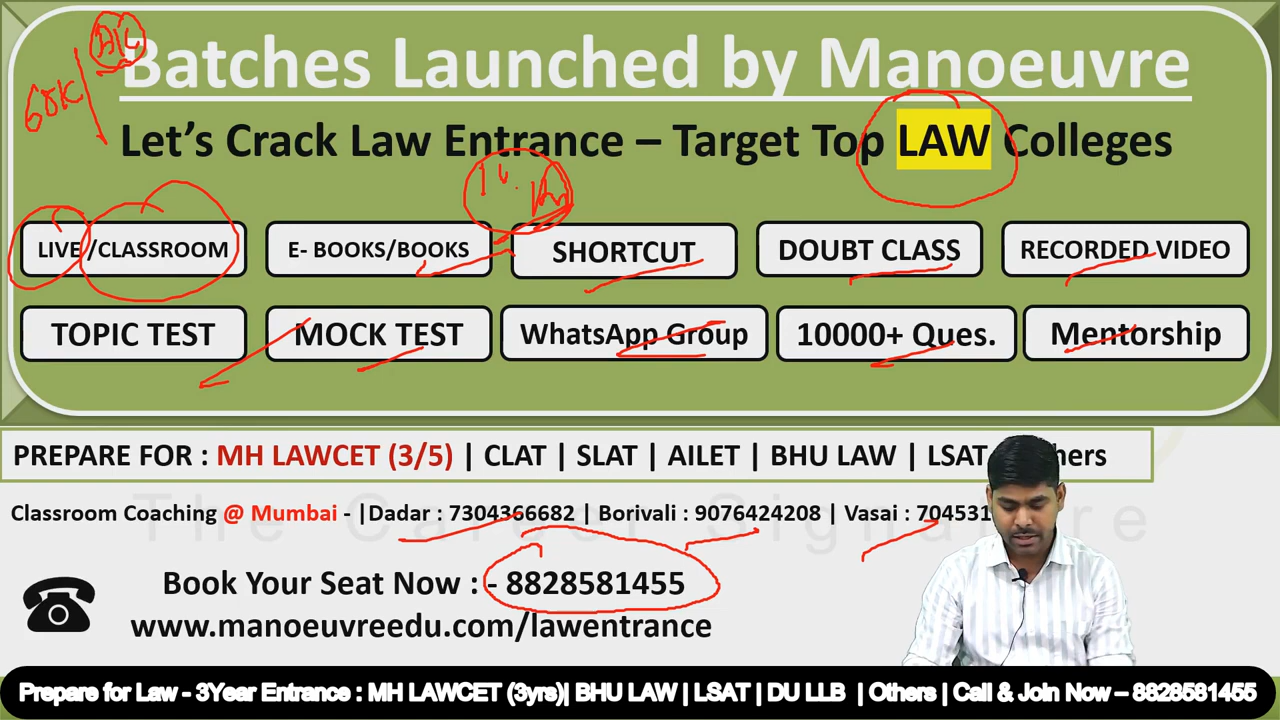 Batches Launched by Manoeuvre
Let's Crack Law Entrance – Target Top LAW Colleges
LIVE /CLASSROOM
E- BOOKS/BOOKS
SHORTCUT
DOUBT CLASS
RECORDED VIDEO
TOPIC TEST
MOCK TEST
WhatsApp Group
10000+ Ques.
Mentorship
PREPARE FOR : MH LAWCET (3/5) | CLAT | SLAT | AILET | BHU LAW | LSAT
Classroom Coaching @ Mumbai - |Dadar : 7304366682 | Borivali : 9076424208 | Vasai : 704531
The Career Signature
Book Your Seat Now : - 8828581455
www.manoeuvreedu.com/lawentrance
Prepare for Law - 3Year Entrance : MH LAWCET (3yrs)| BHU LAW | LSAT | DU LLB | Others | Call & Join Now – 8828581455